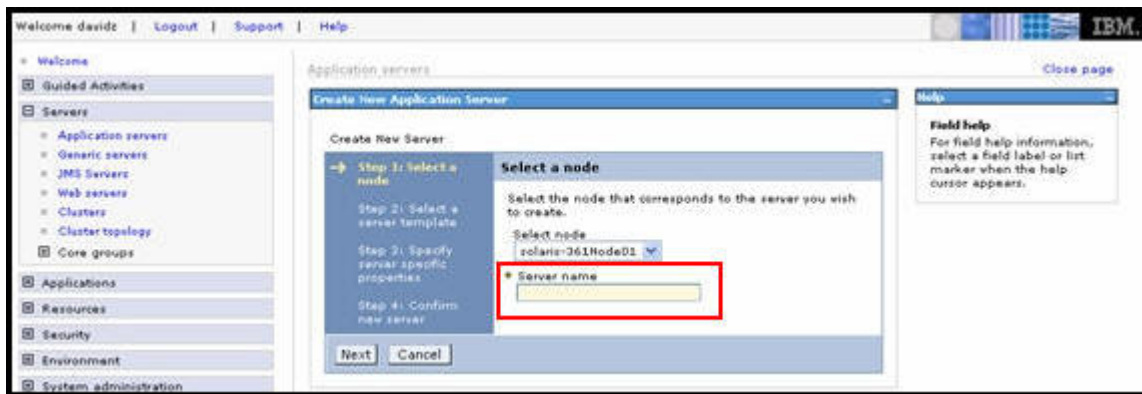 Welcome davidz | Logout | Support | Help
IBM.
Welcome
Guided Activities
Servers
Application servers
Generic servers
JMS Servers
Web servers
Clusters
Cluster topology
Core groups
Applications
Resources
Security
Environment
System administration
Application servers
Close page
Create New Application Server
Create New Server
Step 1: Select a
node
Step 2: Select a
server template
Step 3: Specify
server specific
properties
Step 4: Confirm
new server
Select a node
Select the node that corresponds to the server you wish
to create.
Select node
solaris-361Node01
* Server name
Next Cancel
Help
Field help
For field help information,
select a field label or list
marker when the help
cursor appears.